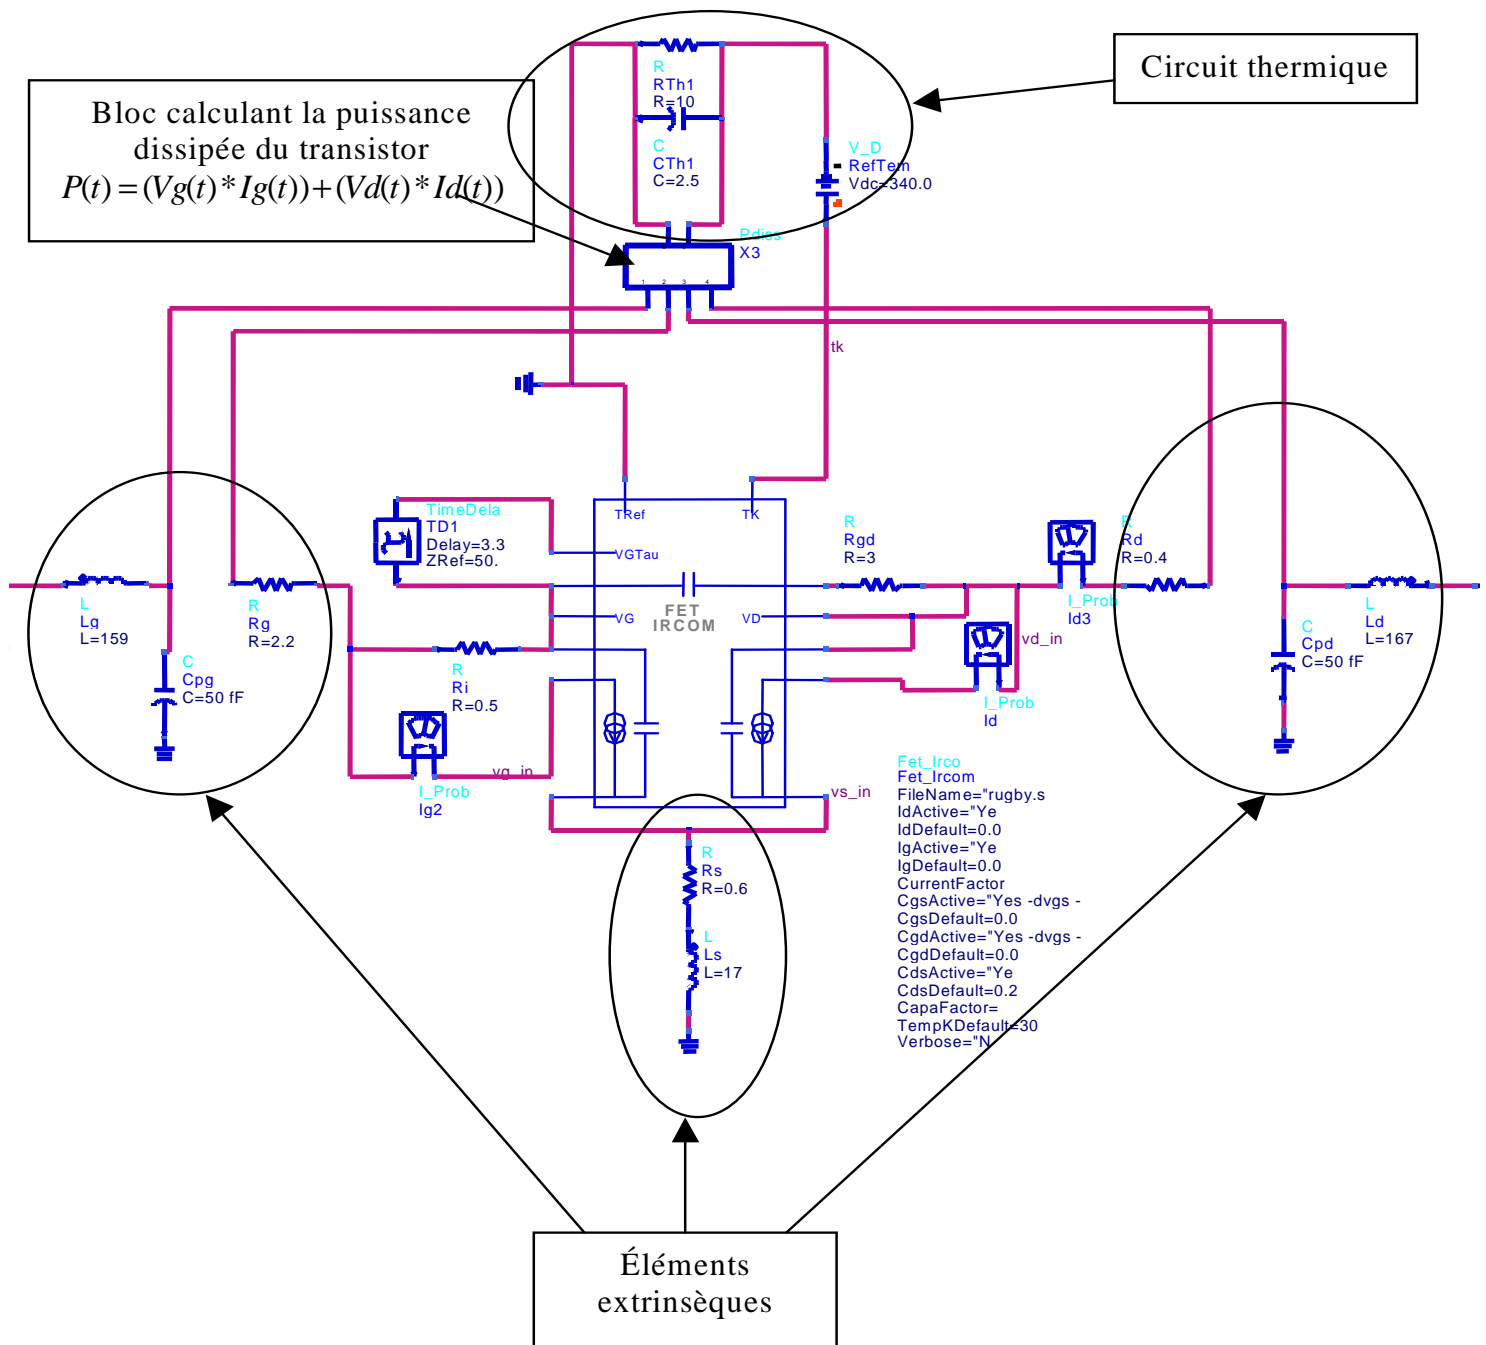 Circuit thermique
Bloc calculant la puissance
dissipée du transistor
P(t) = (Vg(t)*Ig(t))+(Vd(t)*Id(t))
R
RTh1
R=10
C
CTh1
C=2.5
V_D
RefTem
Vdc=340.0
Pdiss
X3
1 2 3 4
tk
TimeDela
TD1
Delay=3.3
ZRef=50.
TRef
TK
VGTau
FET
IRCOM
VG
VD
R
Rgd
R=3
R
Rd
R=0.4
I_Prob
Id3
vd_in
I_Prob
Id
L
Lg
L=159
R
Rg
R=2.2
C
Cpg
C=50 fF
R
Ri
R=0.5
vg_in
I_Prob
Ig2
vs_in
C
Cpd
C=50 fF
L
Ld
L=167
R
Rs
R=0.6
L
Ls
L=17
Fet_Irco
Fet_Ircom
FileName="rugby.s
IdActive="Ye
IdDefault=0.0
IgActive="Ye
IgDefault=0.0
CurrentFactor
CgsActive="Yes -dvgs -
CgsDefault=0.0
CgdActive="Yes -dvgs -
CgdDefault=0.0
CdsActive="Ye
CdsDefault=0.2
CapaFactor=
TempKDefault=30
Verbose="N
Éléments
extrinsèques